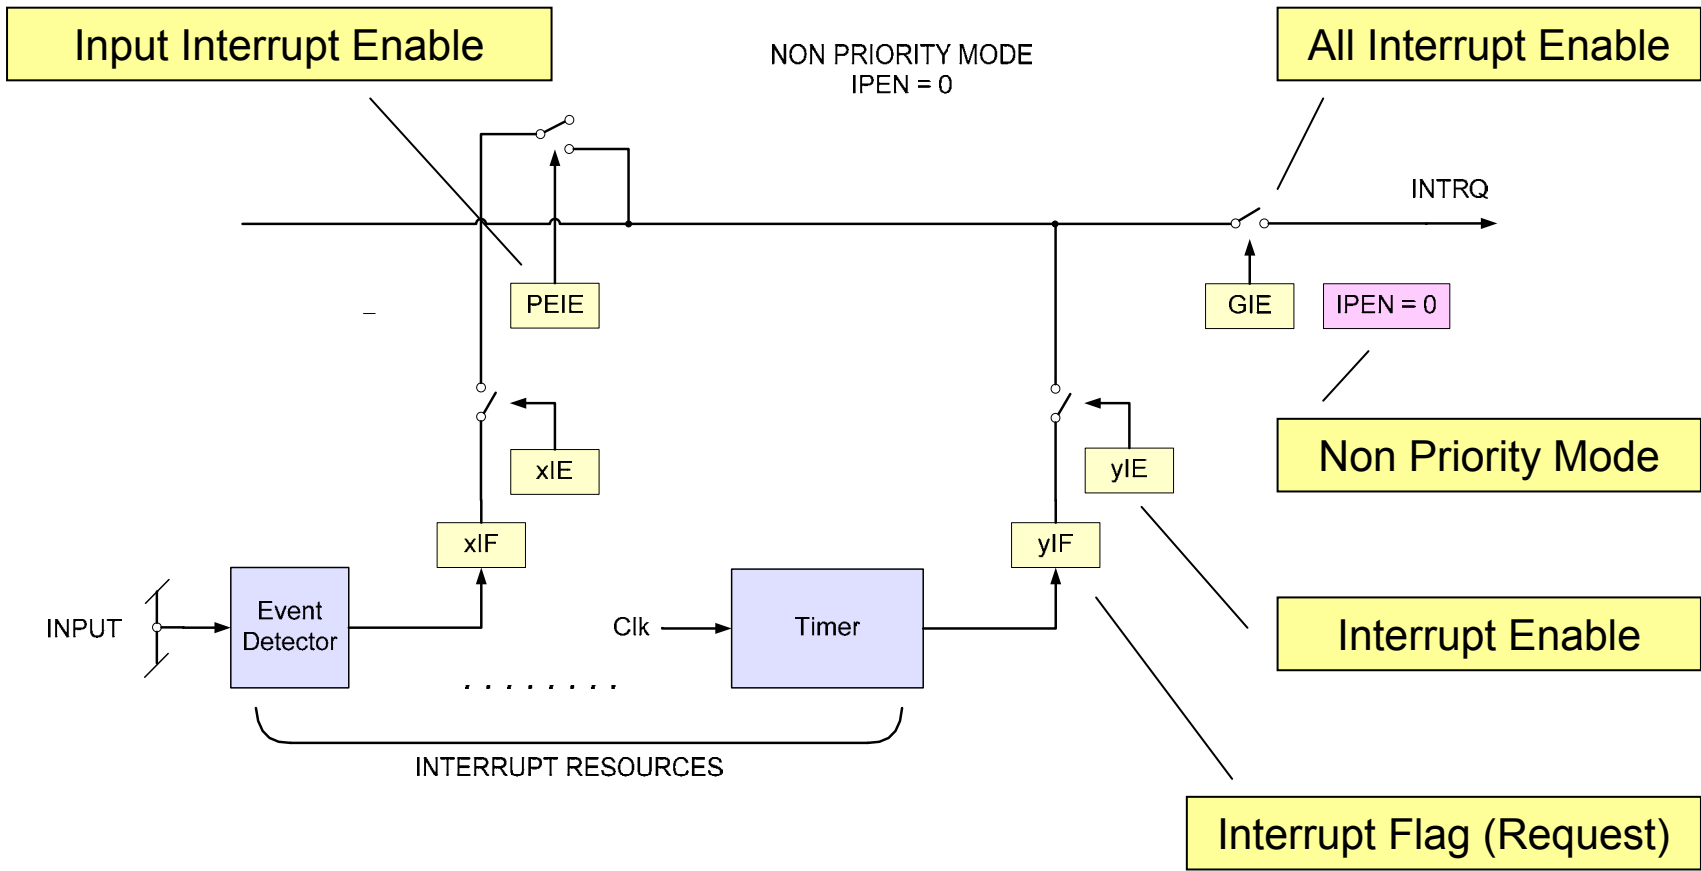 Input Interrupt Enable
NON PRIORITY MODE
IPEN = 0
All Interrupt Enable
INTRQ
PEIE
GIE
IPEN = 0
Non Priority Mode
xIE
yIE
xIF
yIF
INPUT
Event
Detector
Clk
Timer
Interrupt Enable
. . . . . . . .
INTERRUPT RESOURCES
Interrupt Flag (Request)